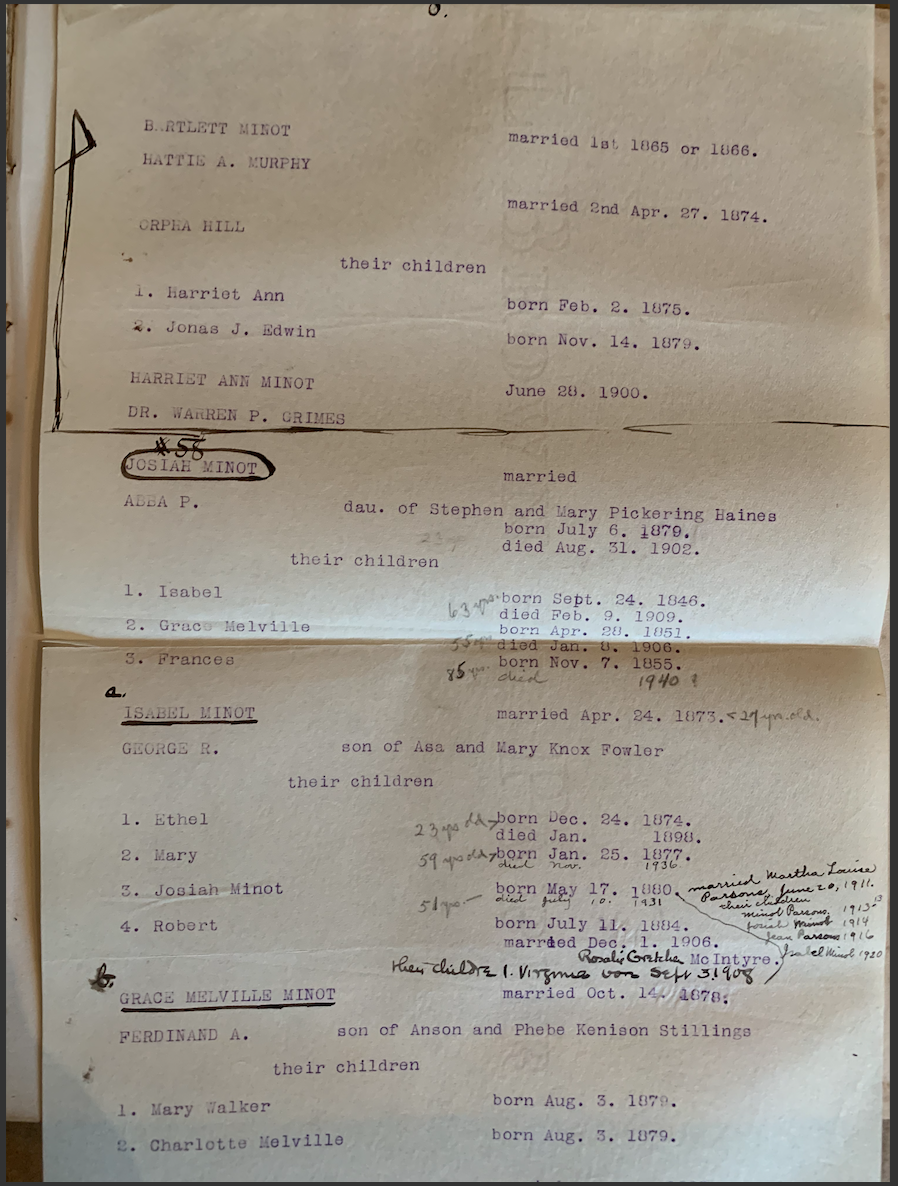 BARTLETT MINOT
married 1st 1865 or 1866.
HATTIE A. MURPHY
married 2nd Apr. 27. 1874.
ORPHA HILL
their children
1. Harriet Ann
born Feb. 2. 1875.
2. Jonas J. Edwin
born Nov. 14. 1879.
HARRIET ANN MINOT
June 28. 1900.
DR. WARREN P. GRIMES
#58
JOSIAH MINOT
married
ABBA P. dau. of Stephen and Mary Pickering Haines
born July 6. 1879.
died Aug. 31. 1902.
their children
1. Isabel 63 yrs. born Sept. 24. 1846.
died Feb. 9. 1909.
2. Grace Melville born Apr. 28. 1851.
55 yrs died Jan. 8. 1906.
3. Frances 85 yr. born Nov. 7. 1855.
died 1940?
a.
ISABEL MINOT married Apr. 24. 1873. < 27 yrs. old.
GEORGE R. son of Asa and Mary Knox Fowler
their children
1. Ethel 23 yrs old born Dec. 24. 1874.
died Jan. 1898.
2. Mary 59 yrs old born Jan. 25. 1877.
died Nov. 1936
3. Josiah Minot born May 17. 1880.
51 yrs. died July 10. 1931
married Martha Louise
Parsons, June 20, 1911.
their children
Minot Parsons, 1913
Josiah Minot 1914
Jean Parsons 1916
Isabel Minot 1920
4. Robert born July 11. 1884.
married Dec. 1. 1906.
Rosalie Gretchen McIntyre.
their childre 1. Virginia born Sept 3. 1908
b.
GRACE MELVILLE MINOT married Oct. 14. 1878.
FERDINAND A. son of Anson and Phebe Kenison Stillings
their children
1. Mary Walker born Aug. 3. 1879.
2. Charlotte Melville born Aug. 3. 1879.